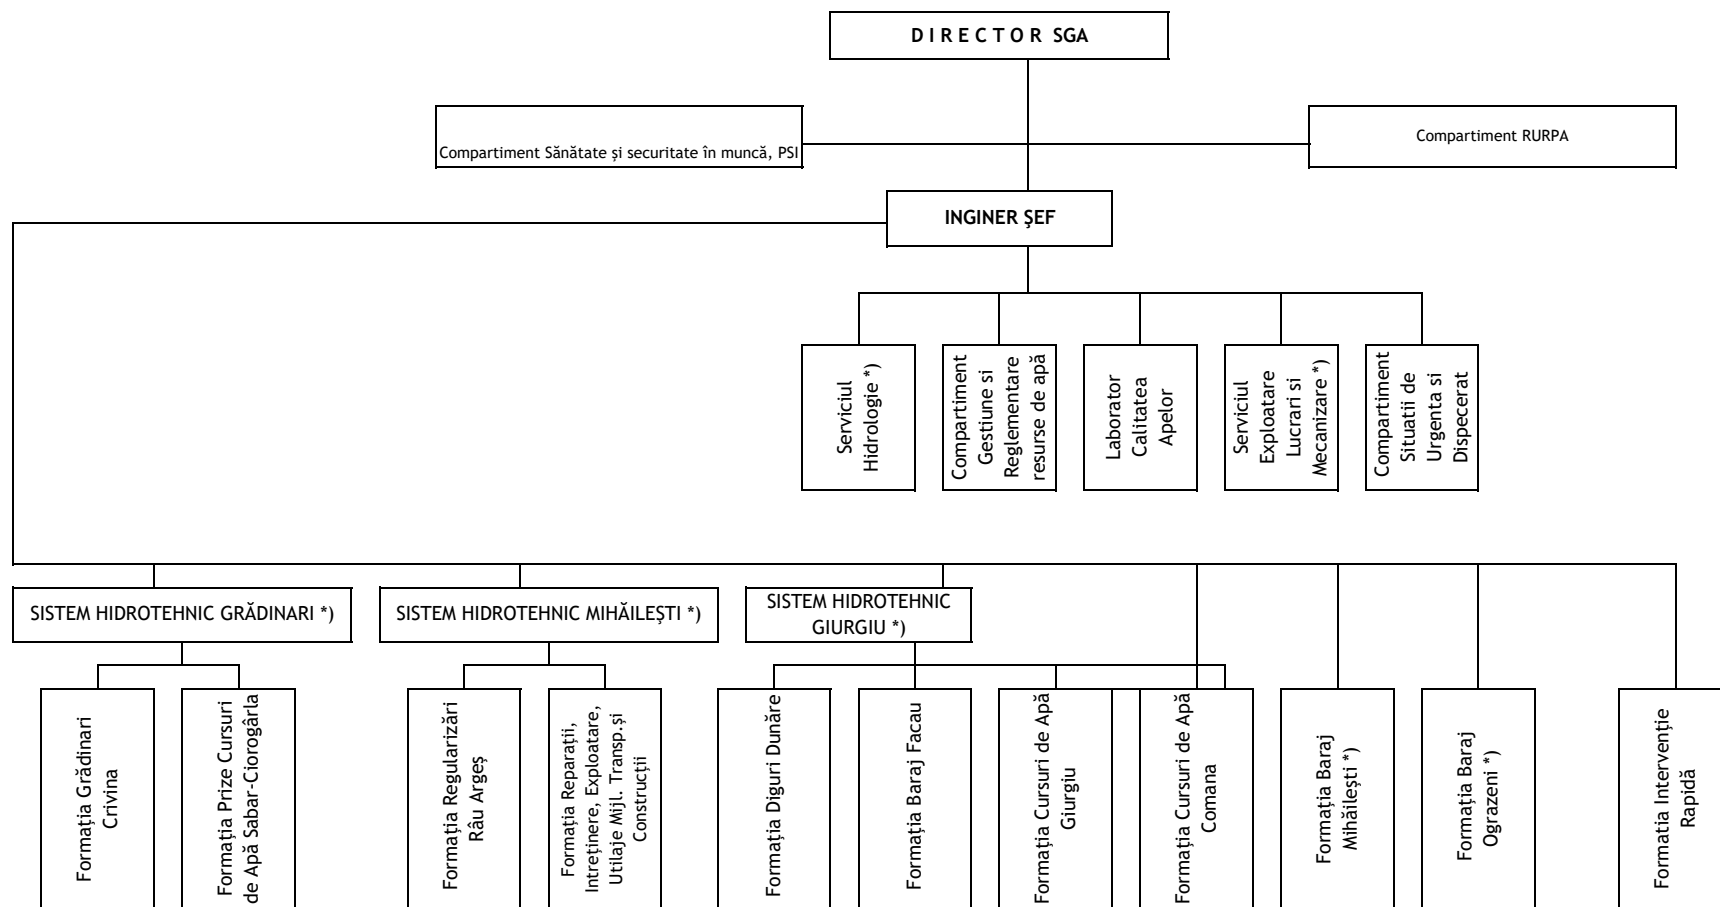 D I R E C T O R SGA
Compartiment Sănătate și securitate în muncă, PSI
Compartiment RURPA
INGINER ŞEF
Serviciul
Hidrologie *)
Compartiment
Gestiune si
Reglementare
resurse de apă
Laborator
Calitatea
Apelor
Serviciul
Exploatare
Lucrari si
Mecanizare *)
Compartiment
Situatii de
Urgenta si
Dispecerat
SISTEM HIDROTEHNIC GRĂDINARI *)
SISTEM HIDROTEHNIC MIHĂILEŞTI *)
SISTEM HIDROTEHNIC
GIURGIU *)
Formația Grădinari
Crivina
Formația Prize Cursuri
de Apă Sabar-Ciorogârla
Formația Regularizări
Râu Argeș
Formația Reparații,
Intreținere, Exploatare,
Utilaje Mijl. Transp.și
Construcții
Formația Diguri Dunăre
Formația Baraj Facau
Formația Cursuri de Apă
Giurgiu
Formația Cursuri de Apă
Comana
Formația Baraj
Mihăilești *)
Formația Baraj
Ograzeni *)
Formatia Intervenție
Rapidă